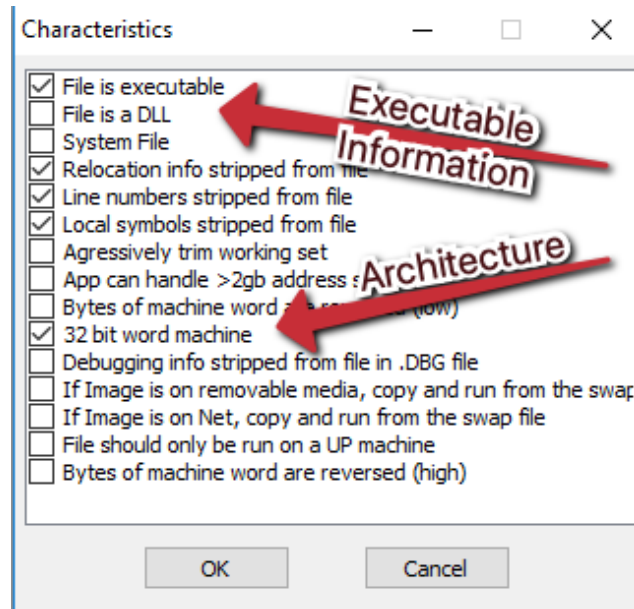 Characteristics
File is executable
File is a DLL
System File
Relocation info stripped from file
Line numbers stripped from file
Local symbols stripped from file
Agressively trim working set
App can handle >2gb address
Bytes of machine word are reversed (low)
32 bit word machine
Debugging info stripped from file in .DBG file
If Image is on removable media, copy and run from the swap
If Image is on Net, copy and run from the swap file
File should only be run on a UP machine
Bytes of machine word are reversed (high)
Executable
Information
Architecture
OK
Cancel